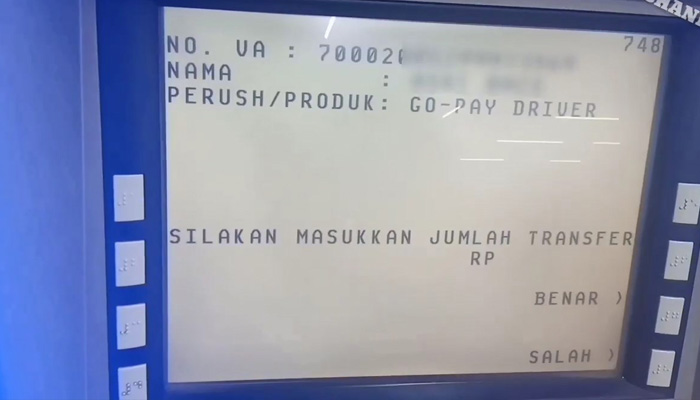 748
NO. VA : 70002
NAMA :
PERUSH/PRODUK: GO-PAY DRIVER
SILAKAN MASUKKAN JUMLAH TRANSFER
RP
BENAR )
SALAH )